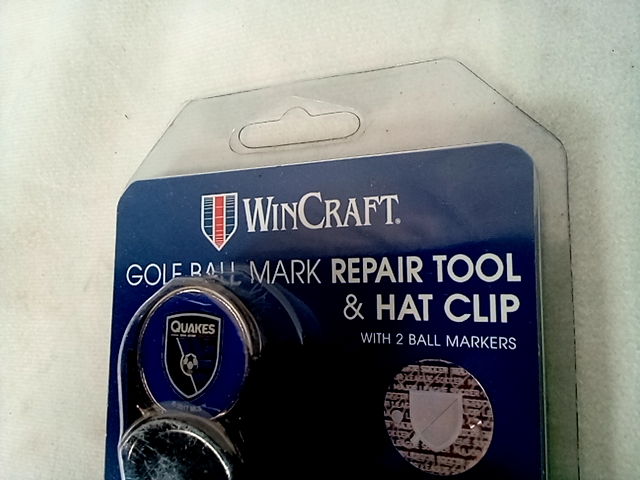 WINCRAFT®
GOLF BALL MARK REPAIR TOOL
& HAT CLIP
WITH 2 BALL MARKERS
QUAKES